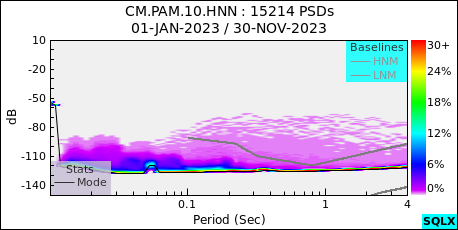 CM.PAM.10.HNN : 15214 PSDs
01-JAN-2023 / 30-NOV-2023
10
-20
-50
-80
-110
-140
dB
Baselines
HNM
LNM
Stats
Mode
0.1
1
4
Period (Sec)
30+
24%
18%
12%
6%
0%
SQLX